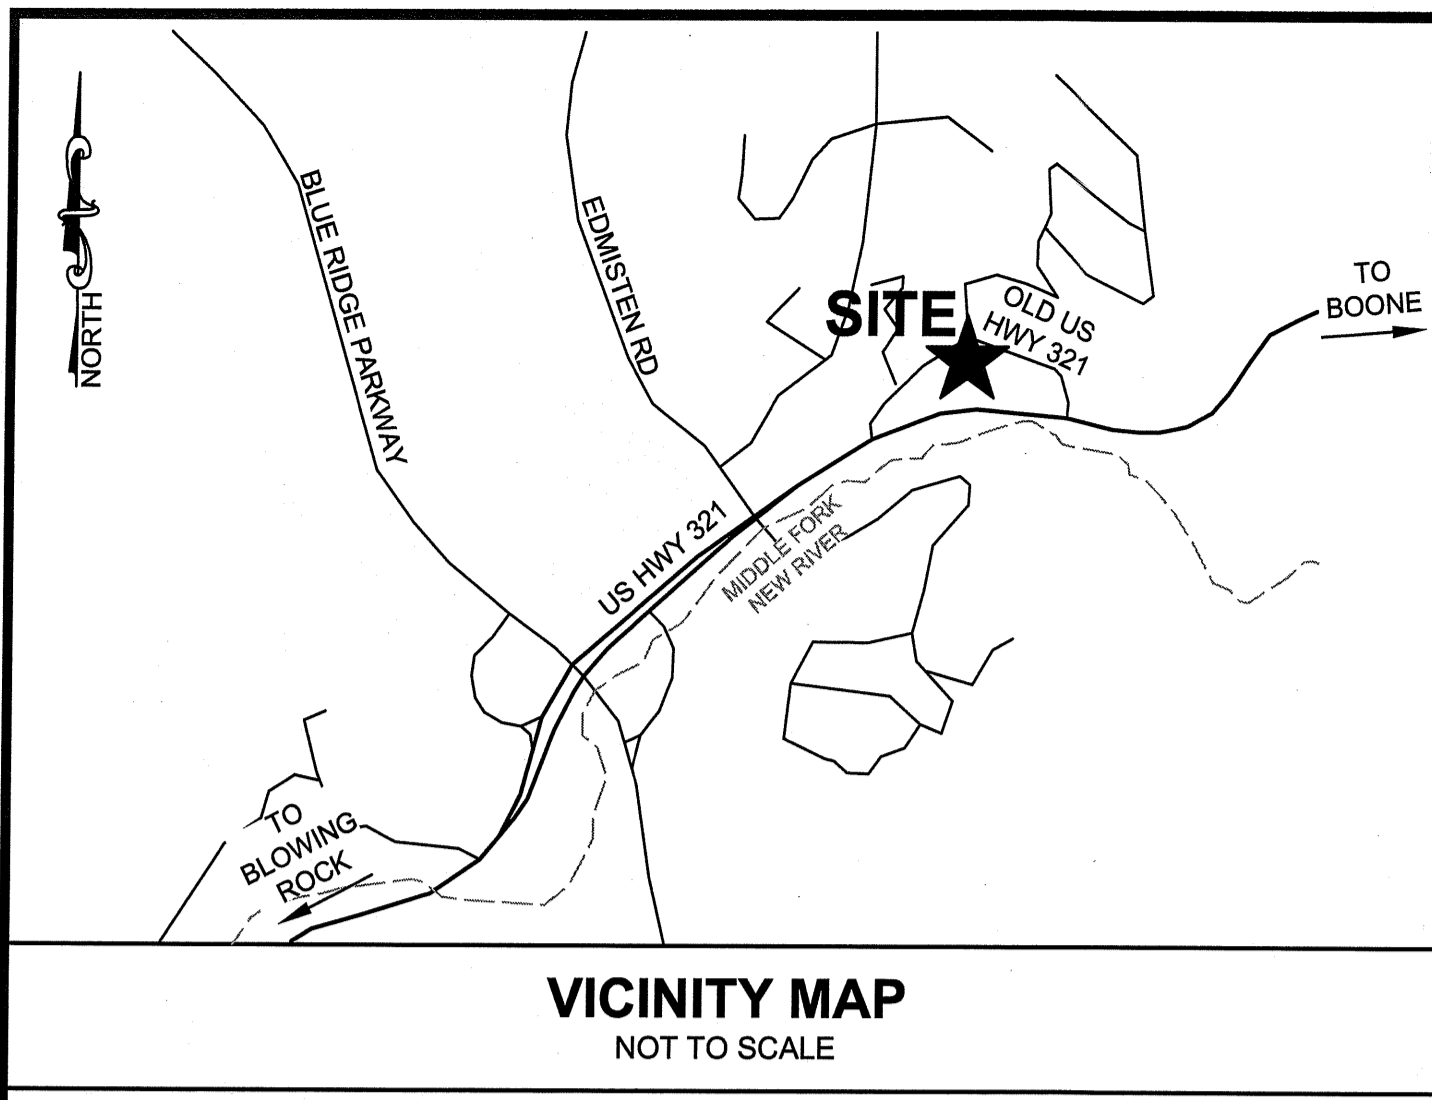 NORTH
BLUE RIDGE PARKWAY
EDMISTEN RD
SITE
OLD US
HWY 321
TO
BOONE
US HWY 321
MIDDLE FORK
NEW RIVER
TO
BLOWING
ROCK
VICINITY MAP
NOT TO SCALE